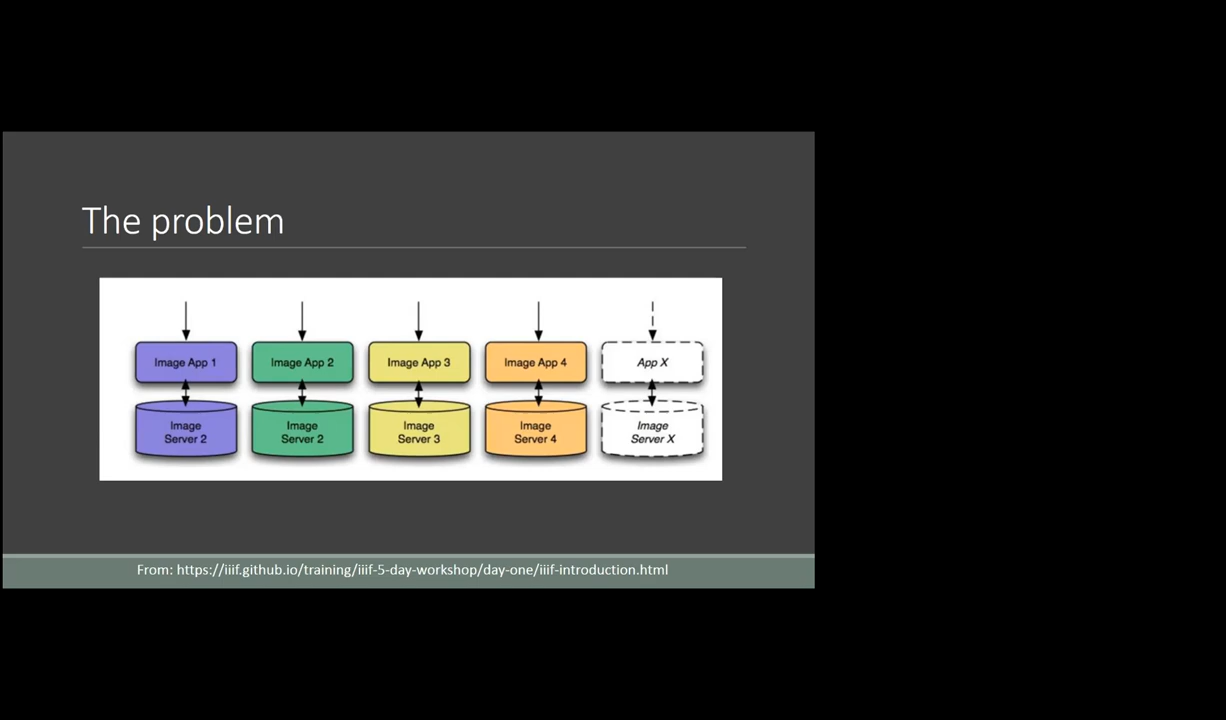 The problem
Image App 1
Image App 2
Image App 3
Image App 4
App X
Image
Server 2
Image
Server 2
Image
Server 3
Image
Server 4
Image
Server X
From: https://iiif.github.io/training/iiif-5-day-workshop/day-one/iiif-introduction.html